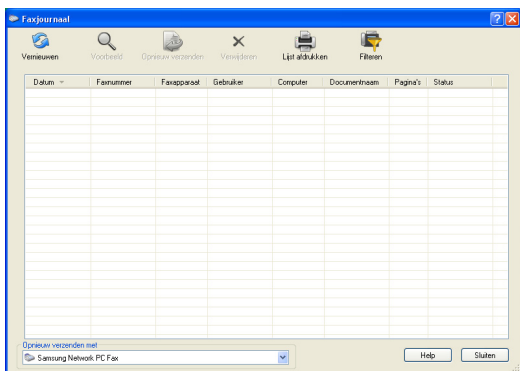 Faxjournaal
Vernieuwen Voorbeeld Opnieuw verzenden Verwijderen Lijst afdrukken Filteren
Datum Faxnummer Faxapparaat Gebruiker Computer Documentnaam Pagina's Status
Opnieuw verzenden met
Samsung Network PC Fax
Help Sluiten